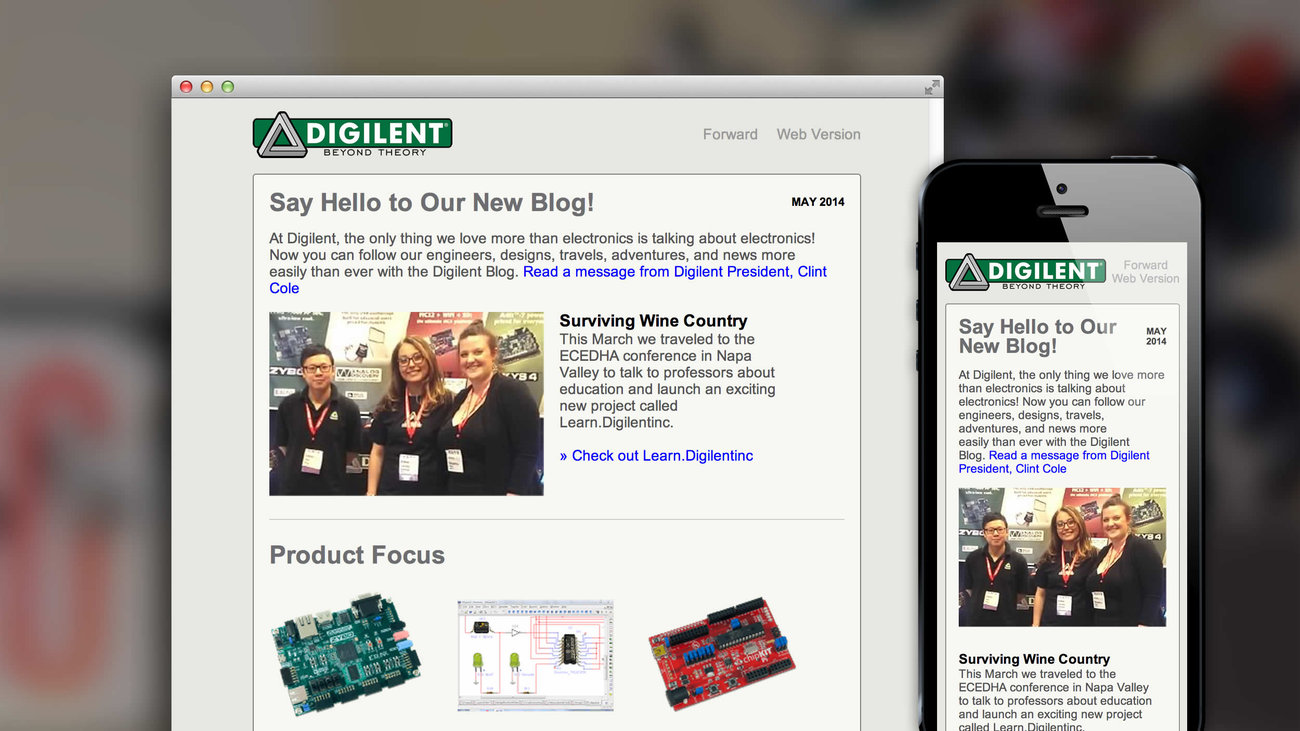 DIGILENT®
BEYOND THEORY
Forward Web Version
Say Hello to Our New Blog!
MAY 2014
At Digilent, the only thing we love more than electronics is talking about electronics!
Now you can follow our engineers, designs, travels, adventures, and news more
easily than ever with the Digilent Blog. Read a message from Digilent President, Clint
Cole
Surviving Wine Country
This March we traveled to the
ECEDHA conference in Napa
Valley to talk to professors about
education and launch an exciting
new project called
Learn.Digilentinc.
» Check out Learn.Digilentinc
Product Focus
chipKIT
DIGILENT®
BEYOND THEORY
Forward
Web Version
Say Hello to Our
New Blog!
MAY
2014
At Digilent, the only thing we love more
than electronics is talking about
electronics! Now you can follow our
engineers, designs, travels,
adventures, and news more
easily than ever with the Digilent
Blog. Read a message from Digilent
President, Clint Cole
Surviving Wine Country
This March we traveled to the
ECEDHA conference in Napa Valley
to talk to professors about education
and launch an exciting new project
called Learn.Digilentinc.